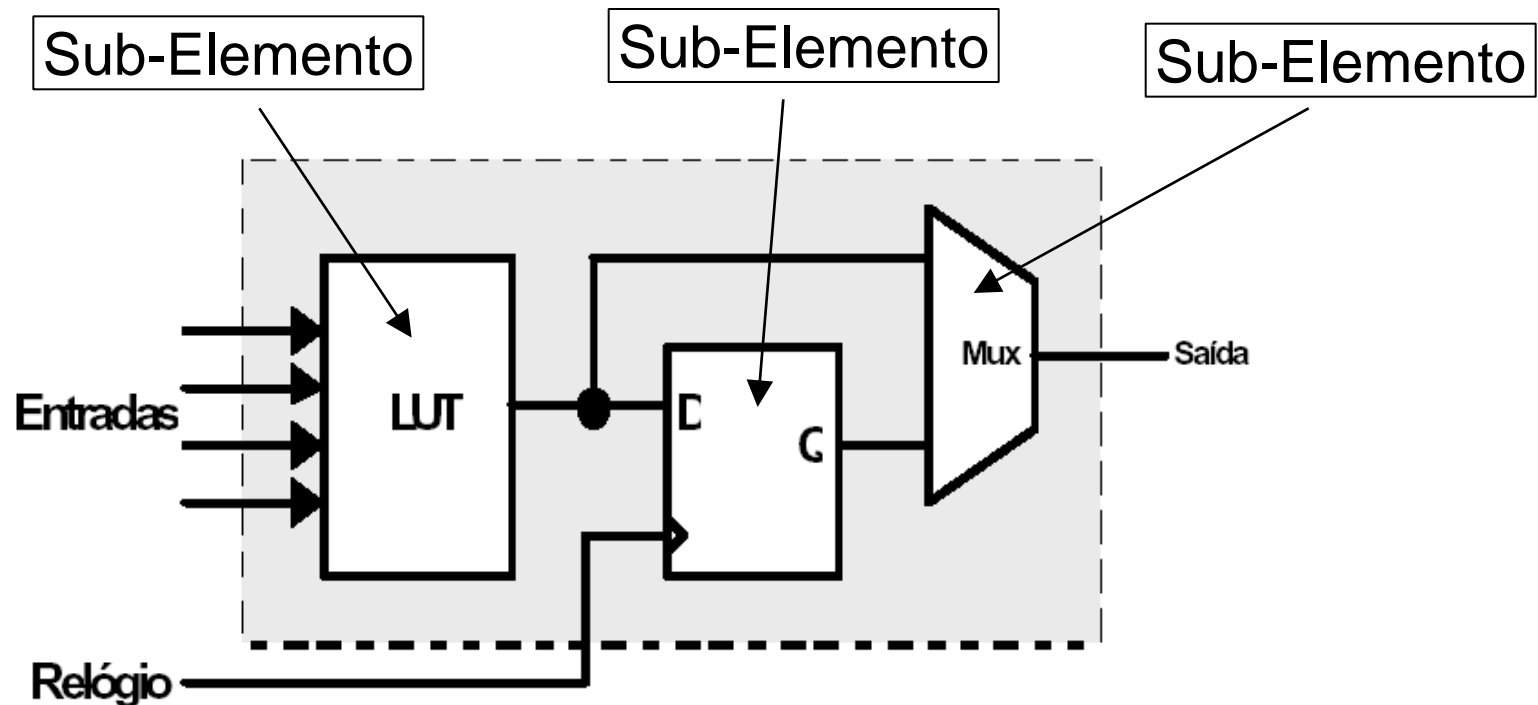 Sub-Elemento
Sub-Elemento
Sub-Elemento
Entradas
LUT
D
Q
Mux
Saída
Relógio